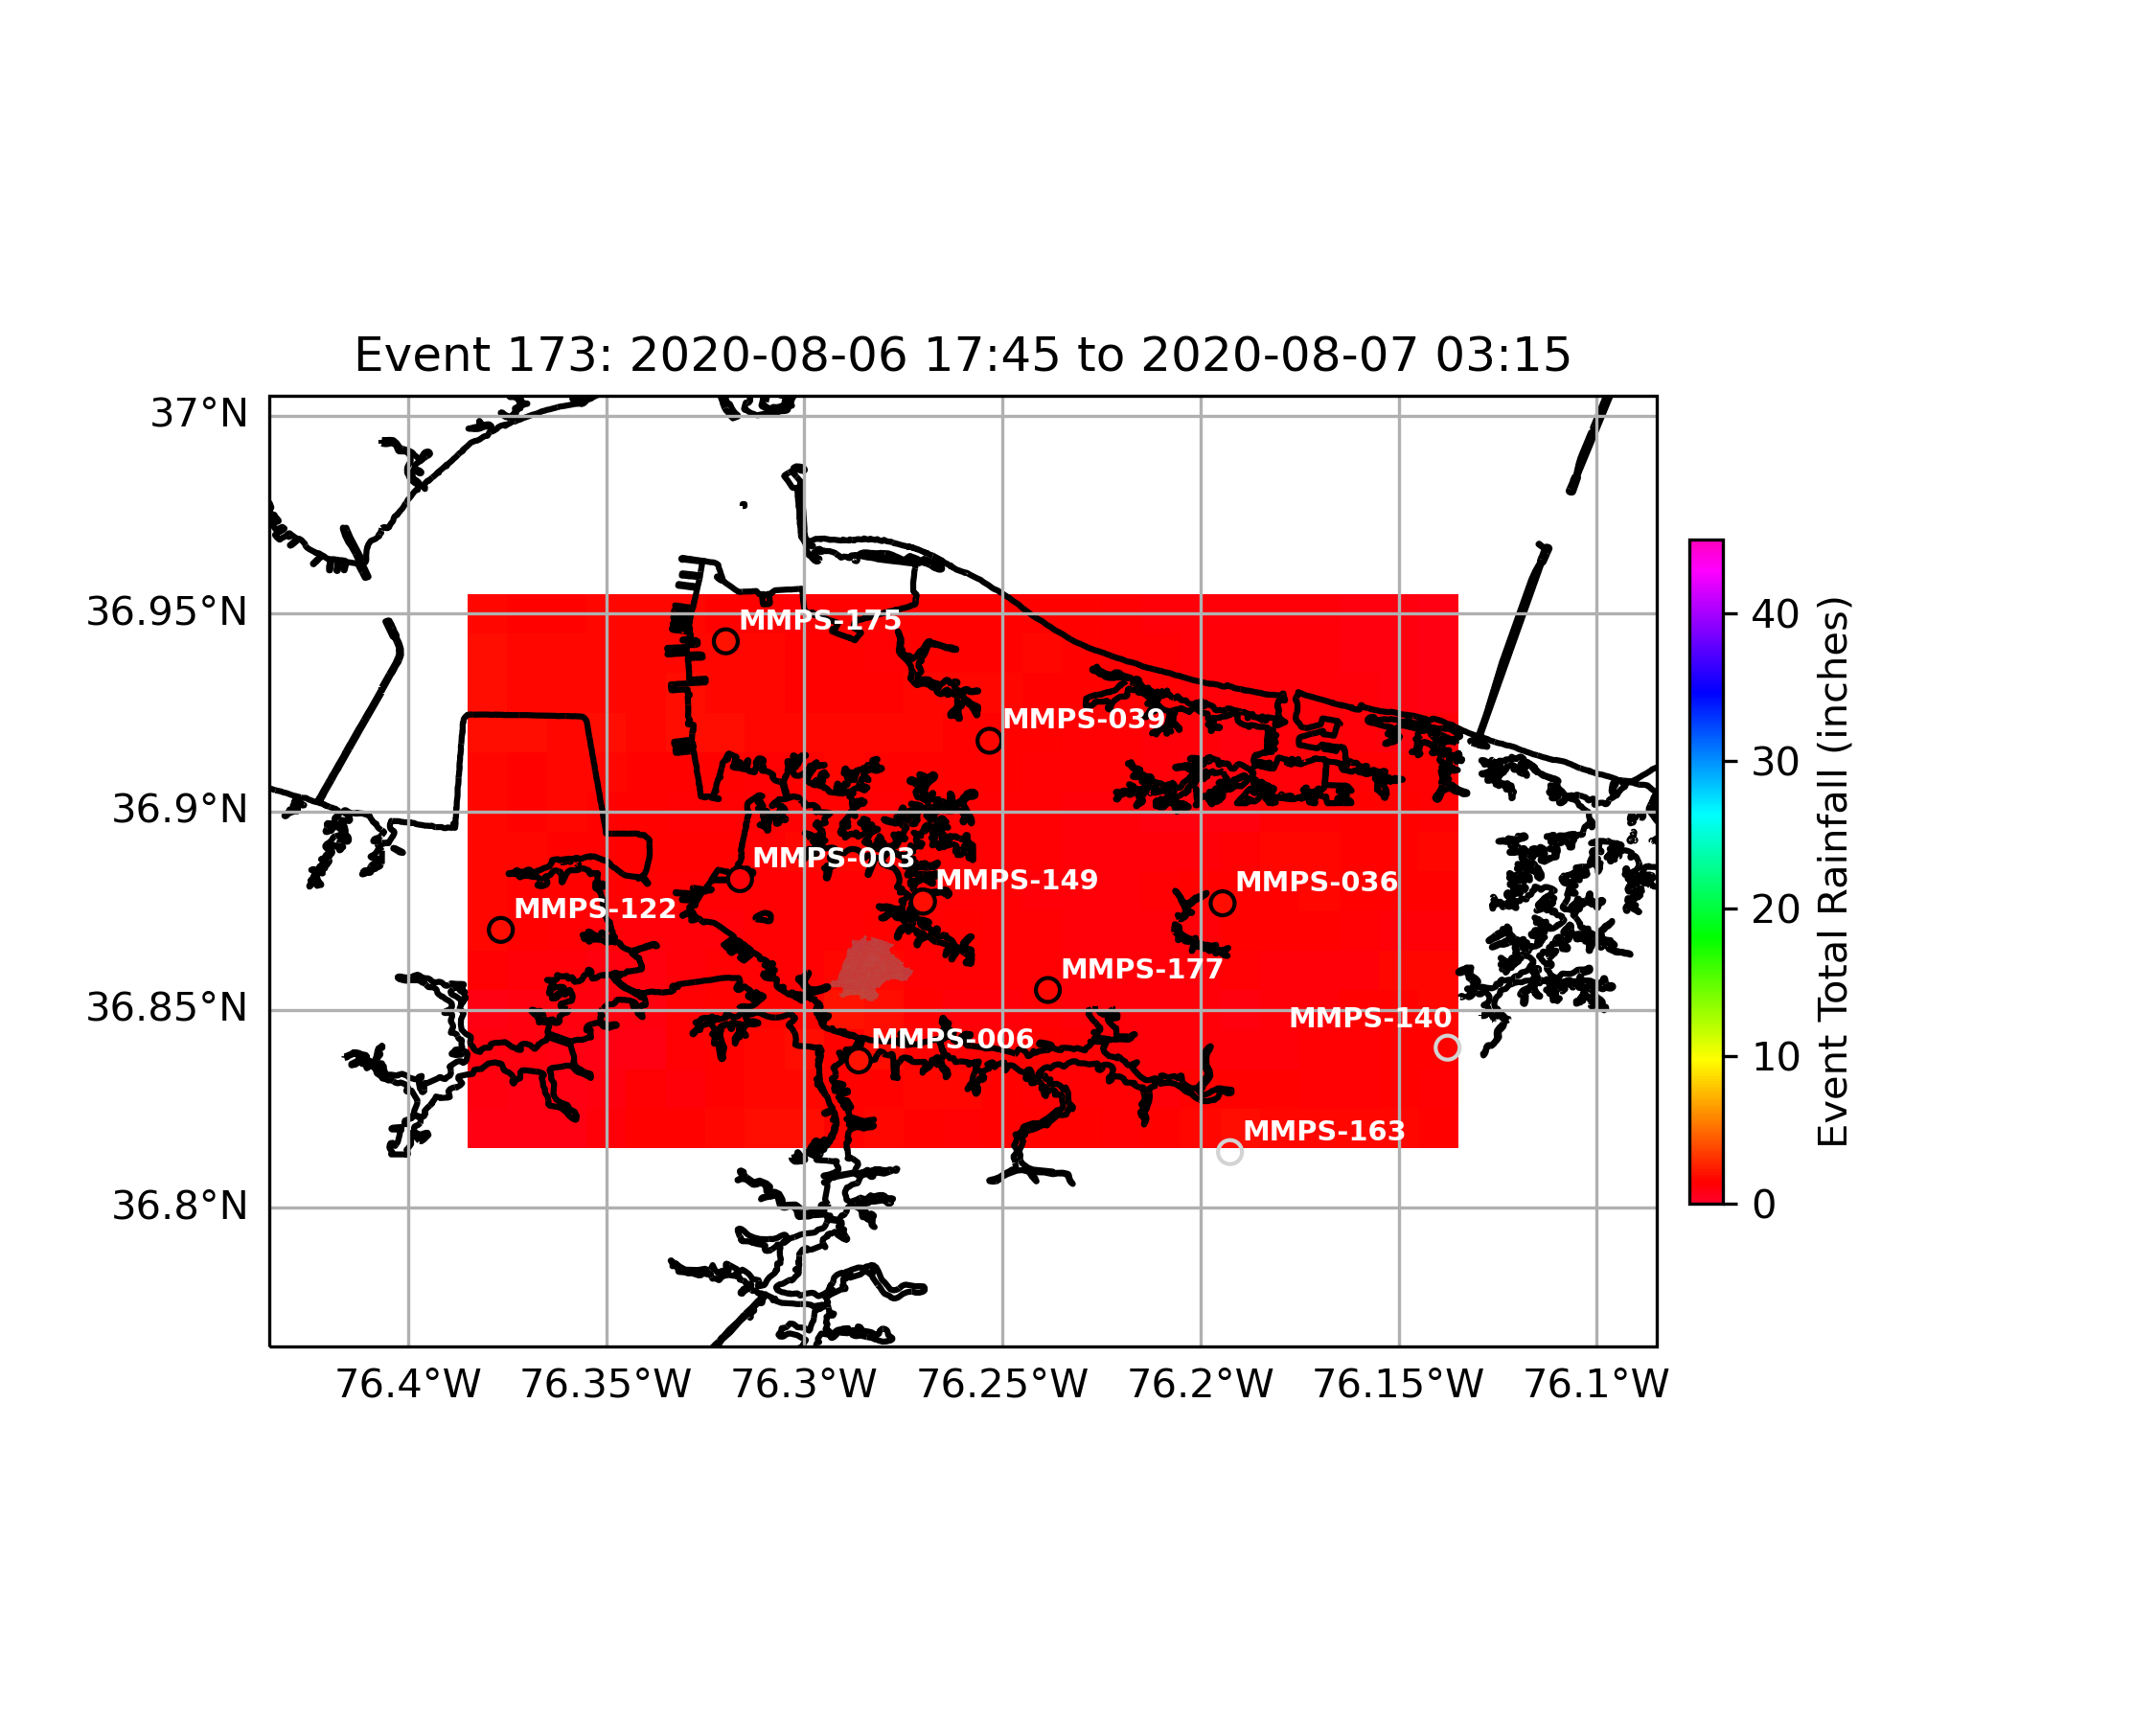 Event 173: 2020-08-06 17:45 to 2020-08-07 03:15
37°N
36.95°N
36.9°N
36.85°N
36.8°N
MMPS-175
MMPS-039
MMPS-003
MMPS-149
MMPS-036
MMPS-122
MMPS-177
MMPS-140
MMPS-006
MMPS-163
76.4°W
76.35°W
76.3°W
76.25°W
76.2°W
76.15°W
76.1°W
40
30
20
10
0
Event Total Rainfall (inches)